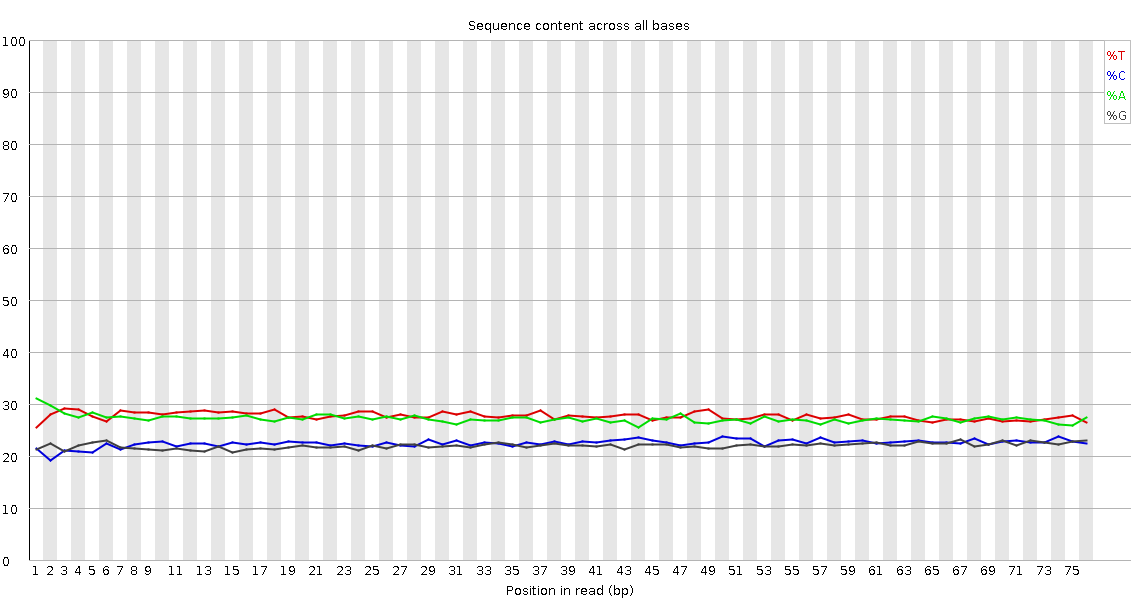 Sequence content across all bases
100
90
80
70
60
50
40
30
20
10
0
%T
%C
%A
%G
1 2 3 4 5 6 7 8 9 11 13 15 17 19 21 23 25 27 29 31 33 35 37 39 41 43 45 47 49 51 53 55 57 59 61 63 65 67 69 71 73 75
Position in read (bp)